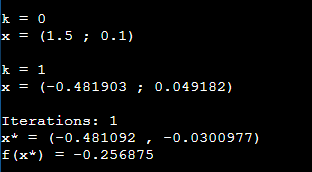 k = 0
x = (1.5 ; 0.1)
k = 1
x = (-0.481903 ; 0.049182)
Iterations: 1
x* = (-0.481092 , -0.0300977)
f(x*) = -0.256875